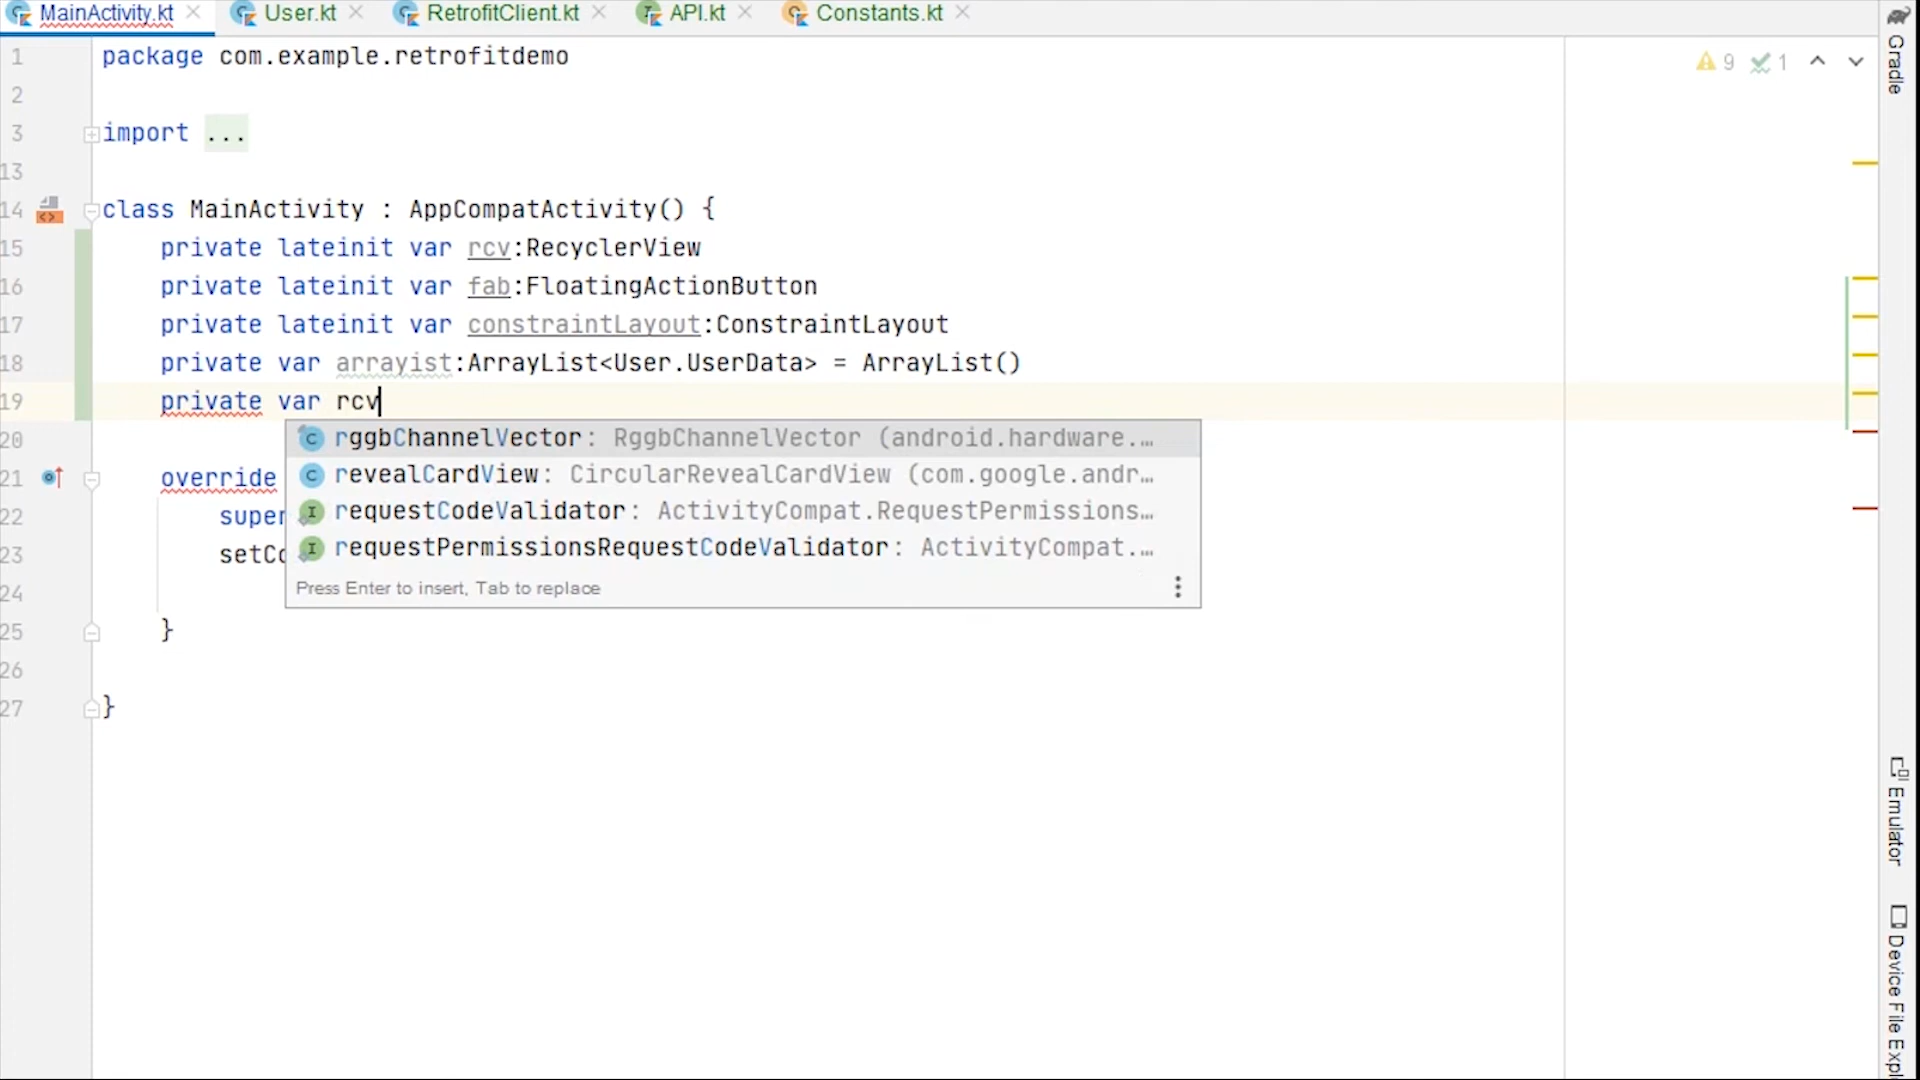 MainActivity.kt User.kt RetrofitClient.kt API.kt Constants.kt
1 package com.example.retrofitdemo
9 1
2
3 import ...
13
14 class MainActivity : AppCompatActivity() {
15 private lateinit var rcv:RecyclerView
16 private lateinit var fab:FloatingActionButton
17 private lateinit var constraintLayout:ConstraintLayout
18 private var arrayist:ArrayList<User.UserData> = ArrayList()
19 private var rcv
20
rggbChannelVector: RggbChannelVector (android.hardware.…
21 override
revealCardView: CircularRevealCardView (com.google.andr…
22 super
requestCodeValidator: ActivityCompat.RequestPermissions…
23 setCo
requestPermissionsRequestCodeValidator: ActivityCompat.…
24
Press Enter to insert, Tab to replace
25 }
26
27 }
Gradle
Emulator
Device File Expl